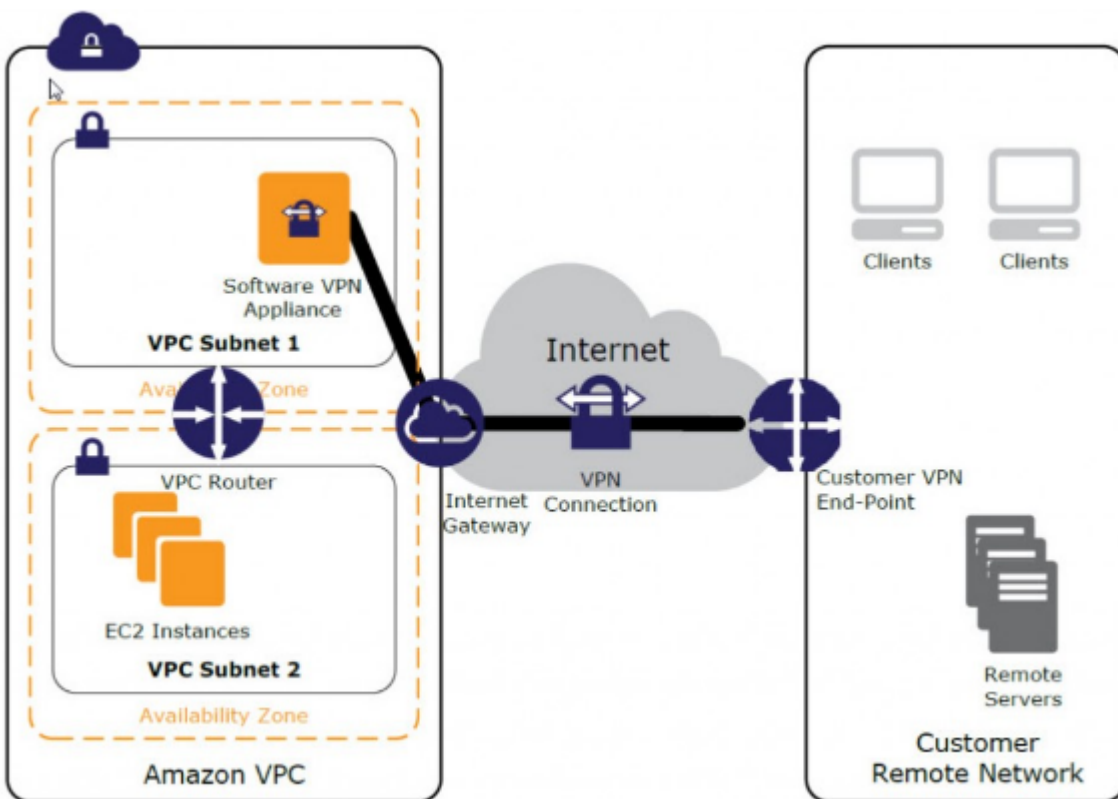 Clients
Clients
Software VPN
Appliance
VPC Subnet 1
Availability Zone
VPC Router
EC2 Instances
VPC Subnet 2
Availability Zone
Amazon VPC
Internet
Internet
Gateway
VPN
Connection
Customer VPN
End-Point
Remote
Servers
Customer
Remote Network